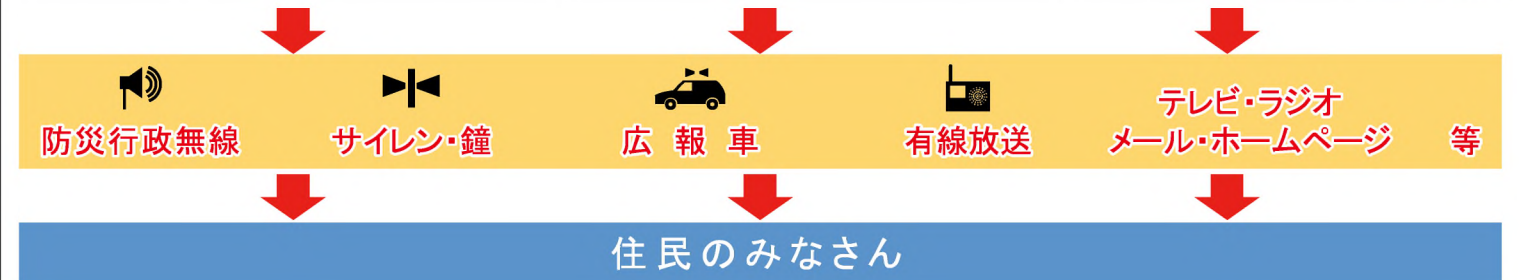 防災行政無線
サイレン・鐘
広報車
有線放送
テレビ・ラジオ
メール・ホームページ 等
住民のみなさん